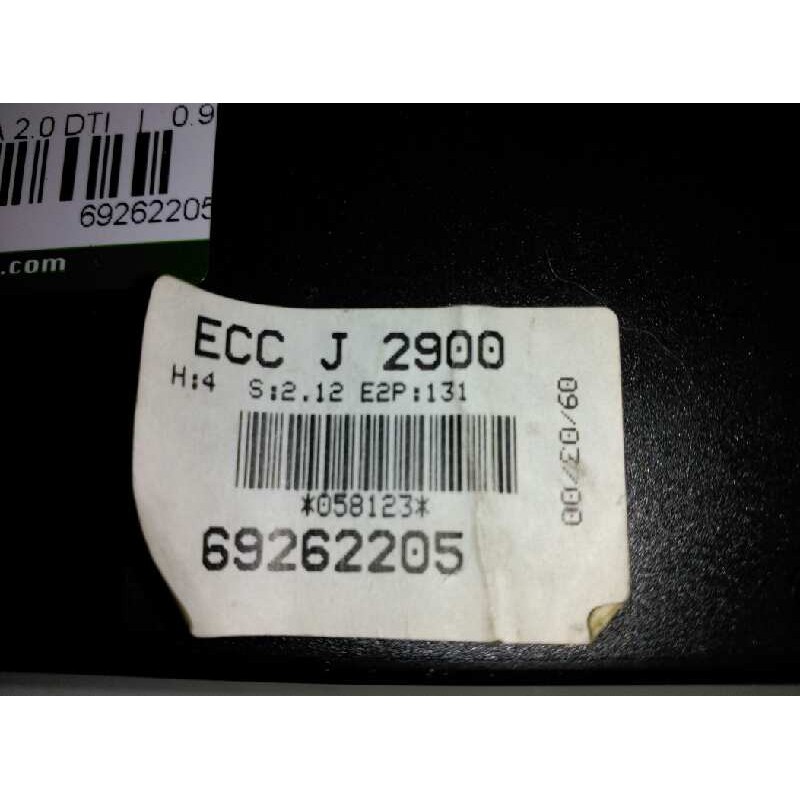 A 2.0 DTI | 0.9
69262205
.com
ECC J 2900
H:4 S:2.12 E2P:131
*058123*
69262205
09/03/00